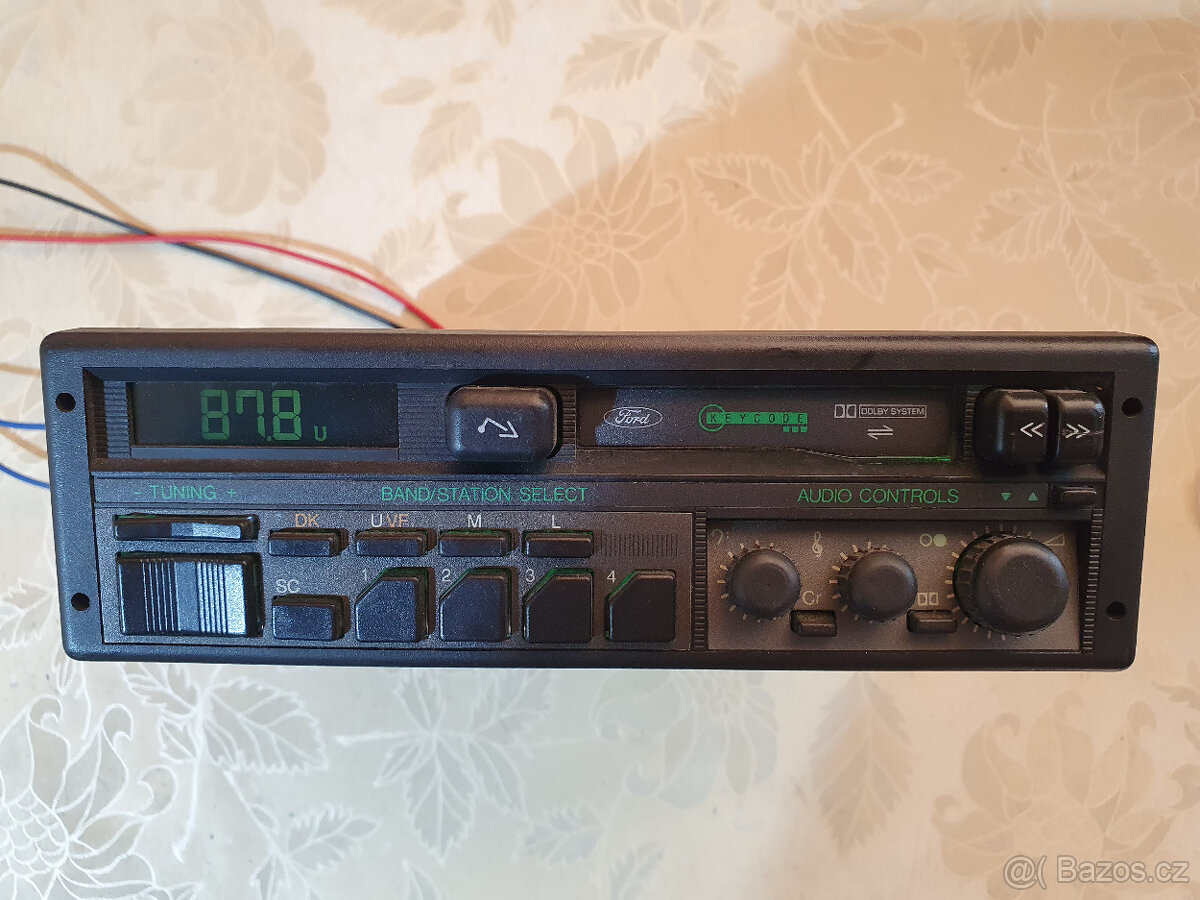 87.8 U
Ford
KEYCODE
DOLBY SYSTEM
- TUNING +
BAND/STATION SELECT
AUDIO CONTROLS
DK
U VF
M
L
SC
1
2
3
4
Cr
@( Bazos.cz